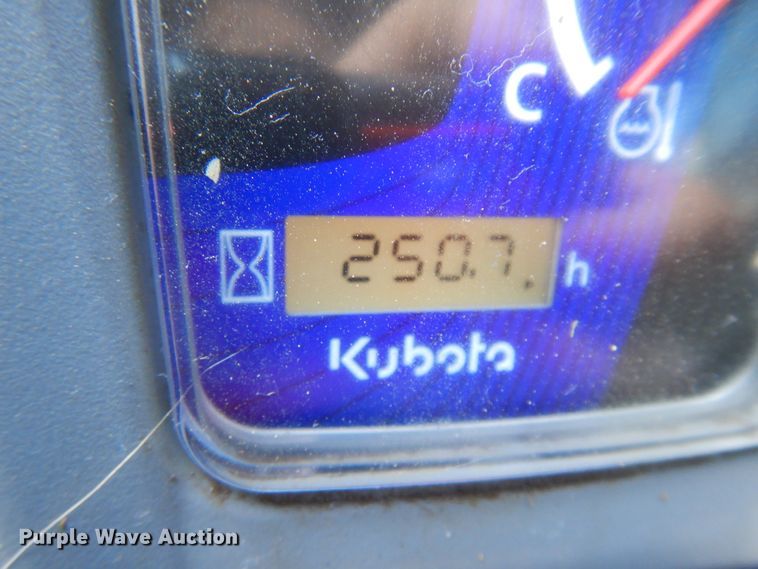 C
250.7 h
Kubota
Purple Wave Auction